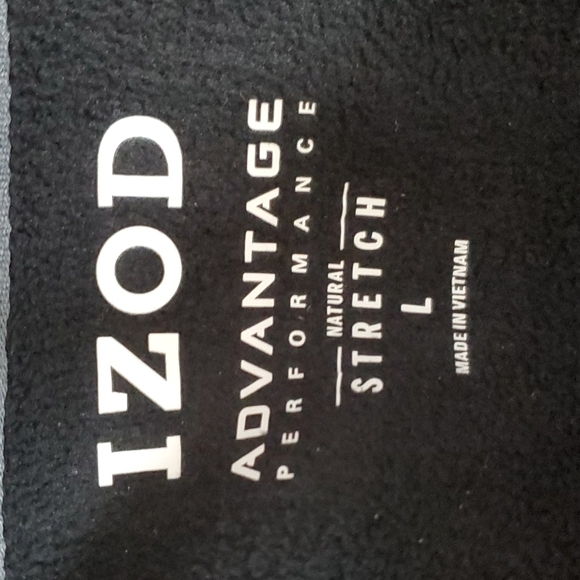 IZOD
ADVANTAGE
PERFORMANCE
NATURAL
STRETCH
L
MADE IN VIETNAM